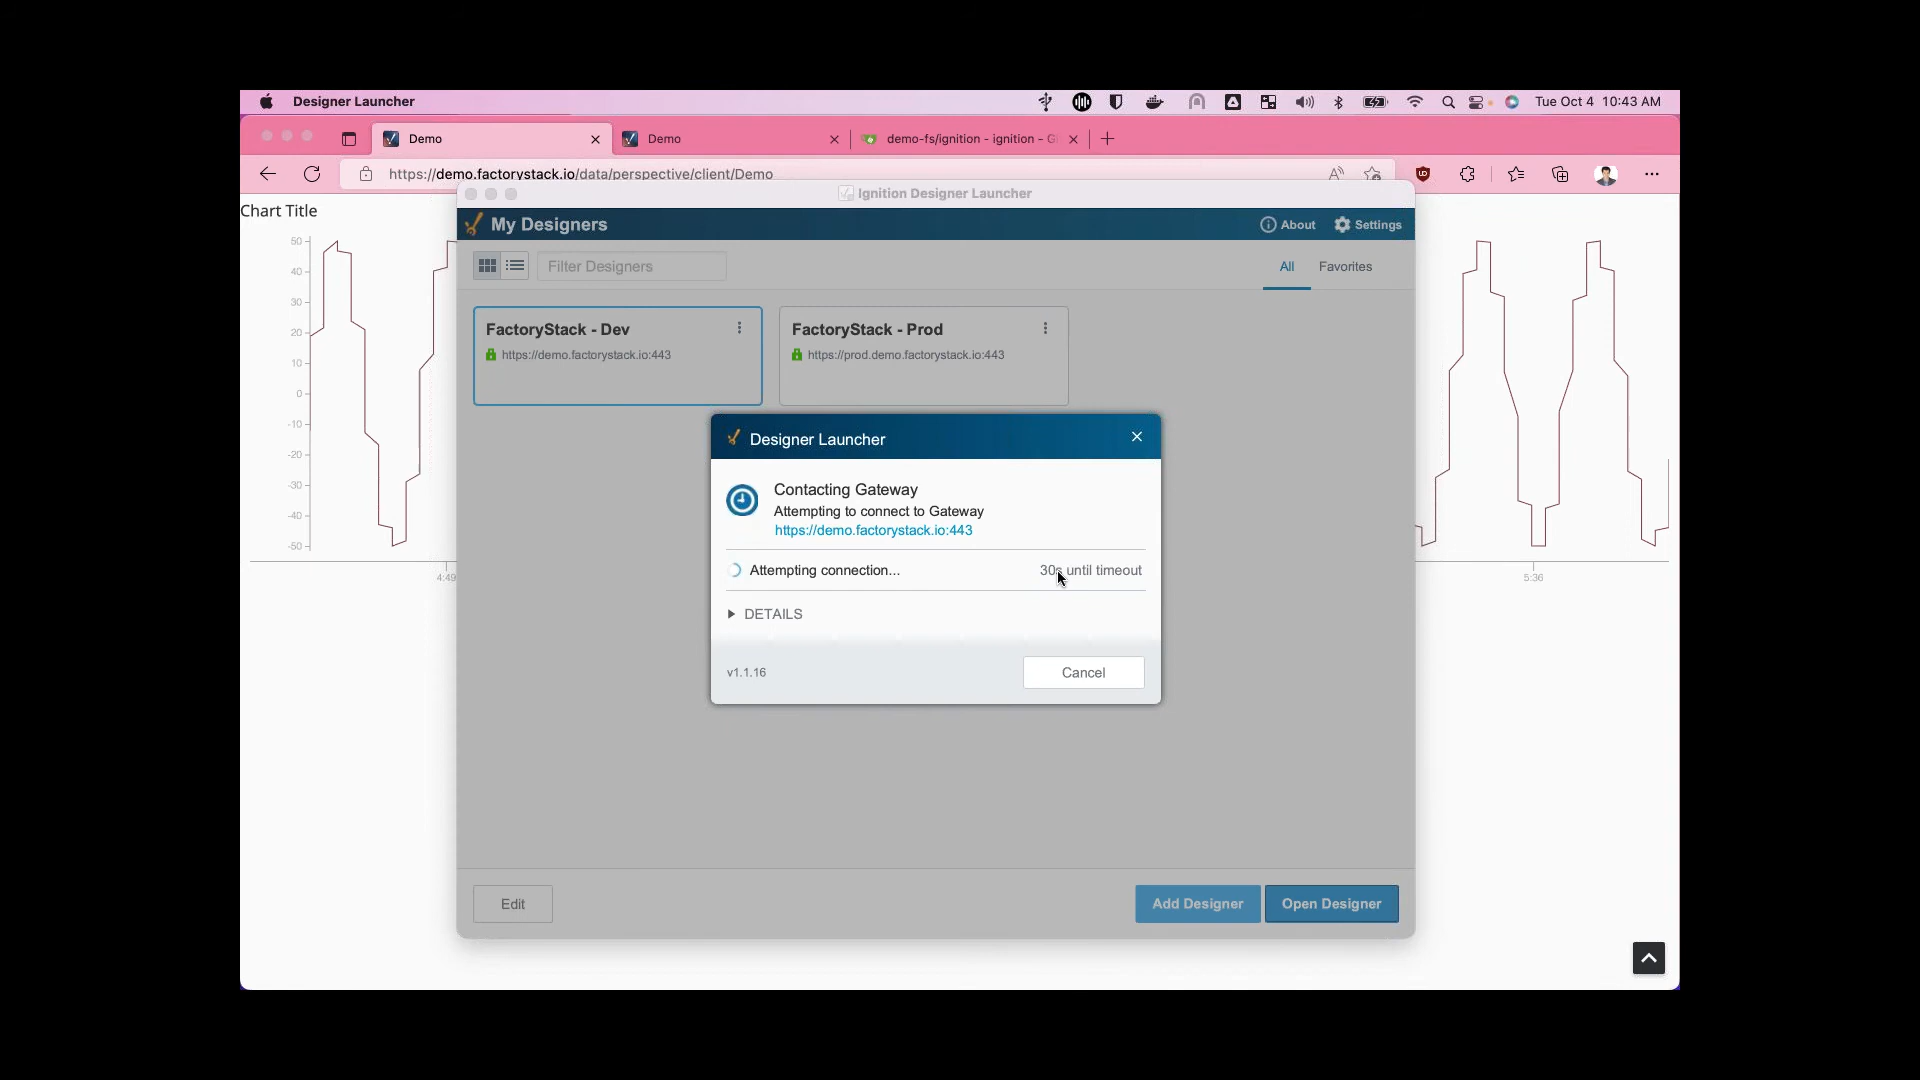 Designer Launcher
Tue Oct 4 10:43 AM
Demo
Demo
demo-fs/ignition - ignition - G
https://demo.factorystack.io/data/perspective/client/Demo
Ignition Designer Launcher
Chart Title
My Designers
About
Settings
Filter Designers
All
Favorites
FactoryStack - Dev
https://demo.factorystack.io:443
FactoryStack - Prod
https://prod.demo.factorystack.io:443
50
40
30
20
10
0
-10
-20
-30
-40
-50
4:49
5:36
Designer Launcher
Contacting Gateway
Attempting to connect to Gateway
https://demo.factorystack.io:443
Attempting connection...
30s until timeout
DETAILS
v1.1.16
Cancel
Edit
Add Designer
Open Designer